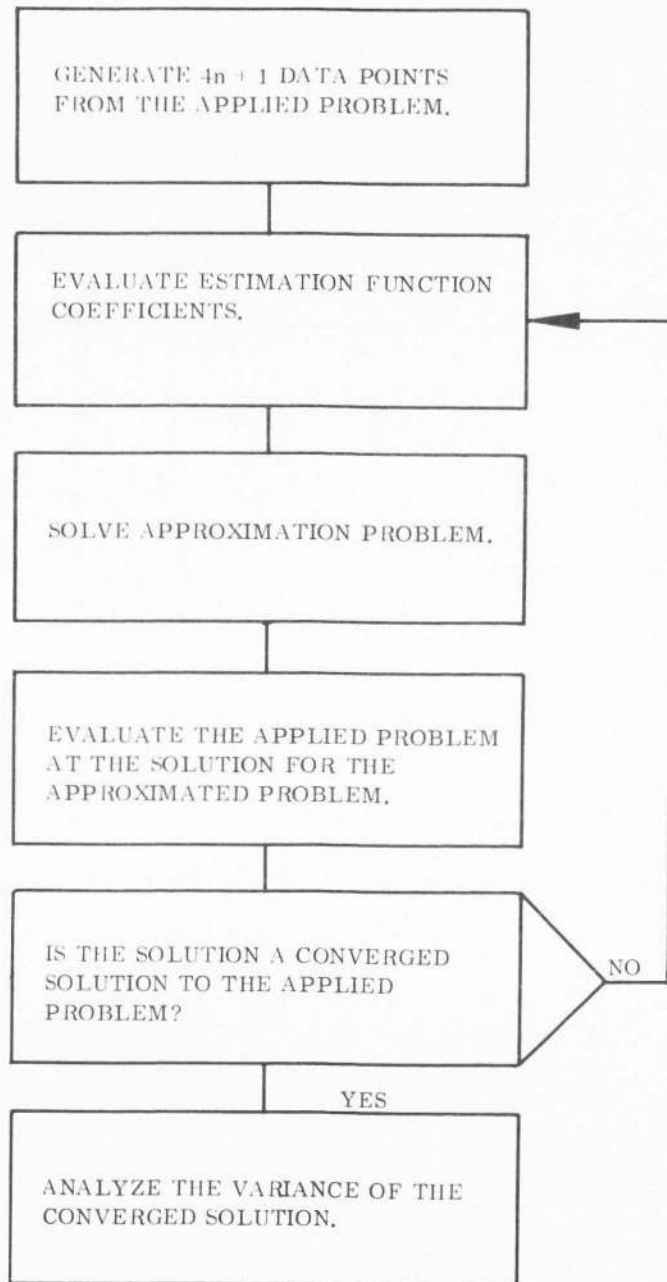 GENERATE 4n + 1 DATA POINTS
FROM THE APPLIED PROBLEM.
EVALUATE ESTIMATION FUNCTION
COEFFICIENTS.
SOLVE APPROXIMATION PROBLEM.
EVALUATE THE APPLIED PROBLEM
AT THE SOLUTION FOR THE
APPROXIMATED PROBLEM.
IS THE SOLUTION A CONVERGED
SOLUTION TO THE APPLIED
PROBLEM?
NO
YES
ANALYZE THE VARIANCE OF THE
CONVERGED SOLUTION.